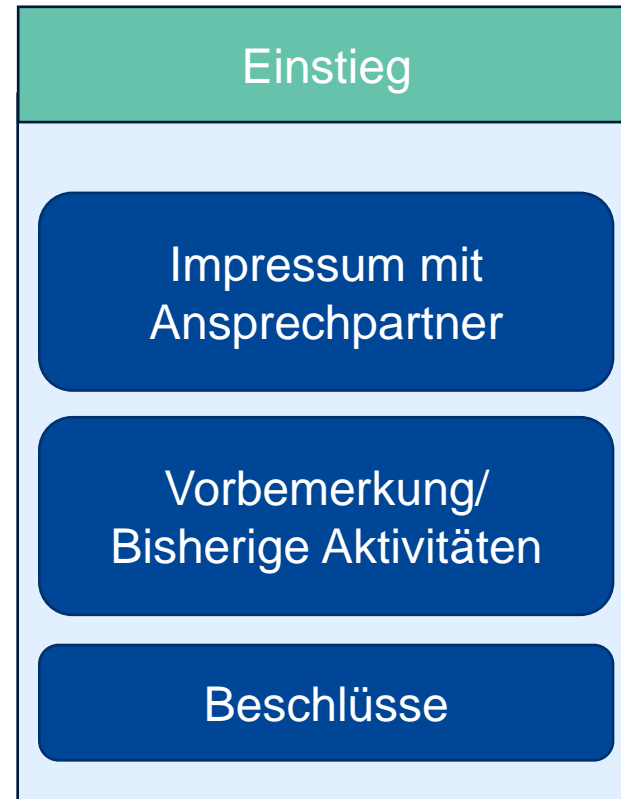 Einstieg
Impressum mit
Ansprechpartner
Vorbemerkung/
Bisherige Aktivitäten
Beschlüsse